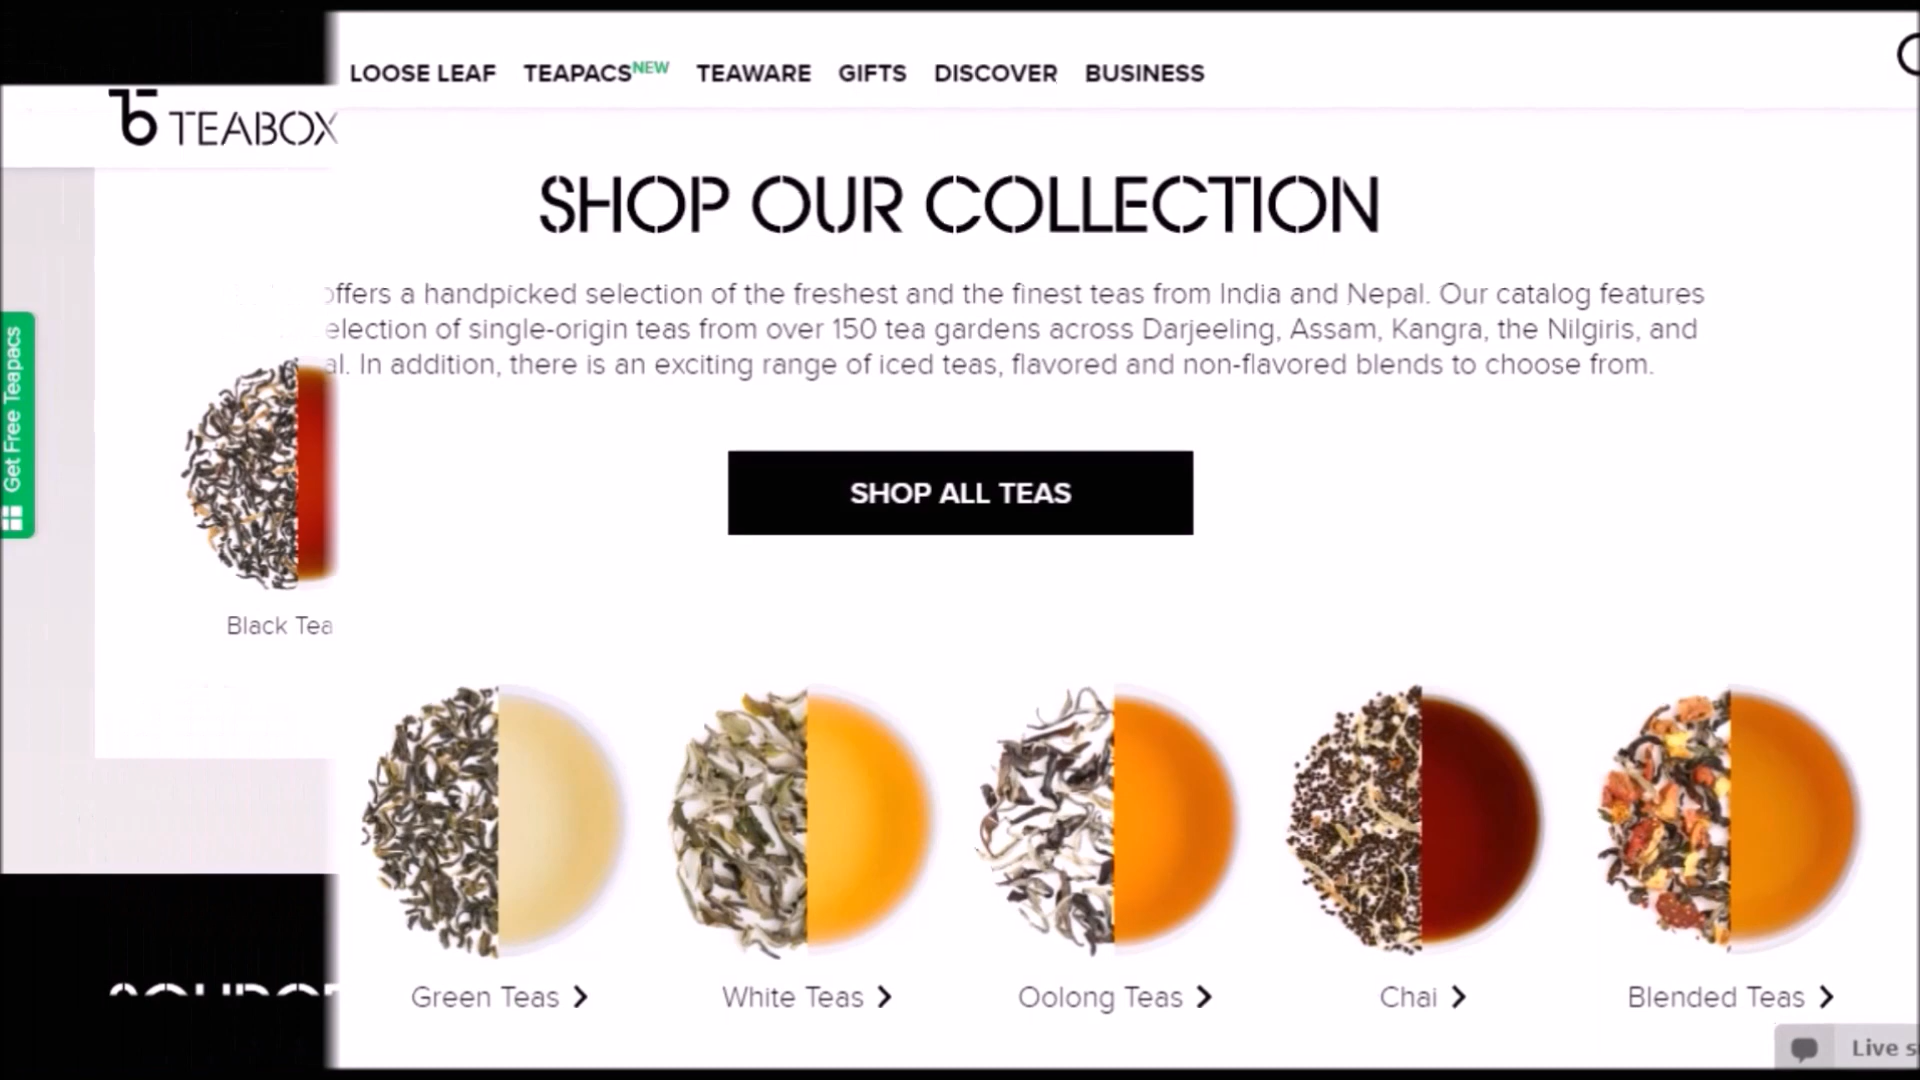 LOOSE LEAF TEAPACS NEW TEAWARE GIFTS DISCOVER BUSINESS
TEABOX
SHOP OUR COLLECTION
offers a handpicked selection of the freshest and the finest teas from India and Nepal. Our catalog features
election of single-origin teas from over 150 tea gardens across Darjeeling, Assam, Kangra, the Nilgiris, and
al. In addition, there is an exciting range of iced teas, flavored and non-flavored blends to choose from.
Get Free Teapacs
SHOP ALL TEAS
Black Tea
Green Teas White Teas Oolong Teas Chai Blended Teas
Live